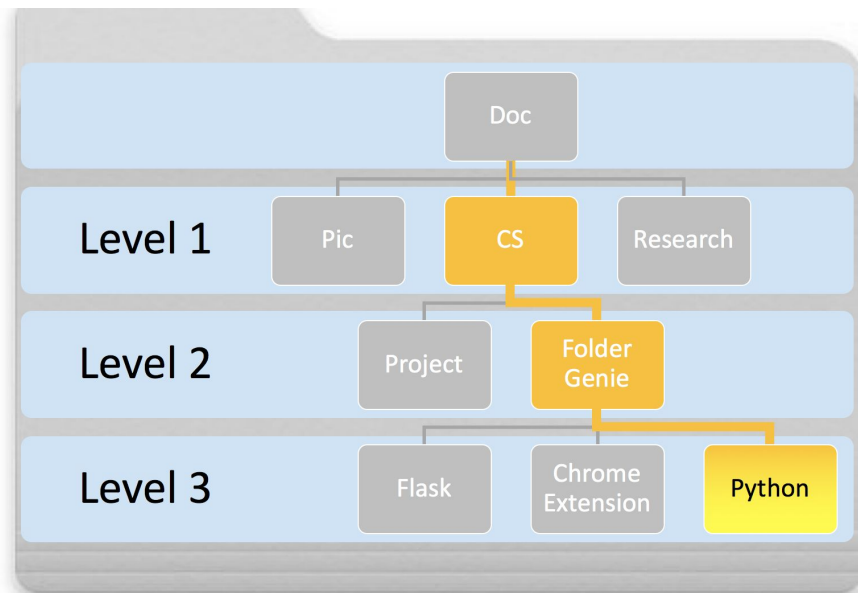 Doc
Level 1
Pic
CS
Research
Level 2
Project
Folder
Genie
Level 3
Flask
Chrome
Extension
Python